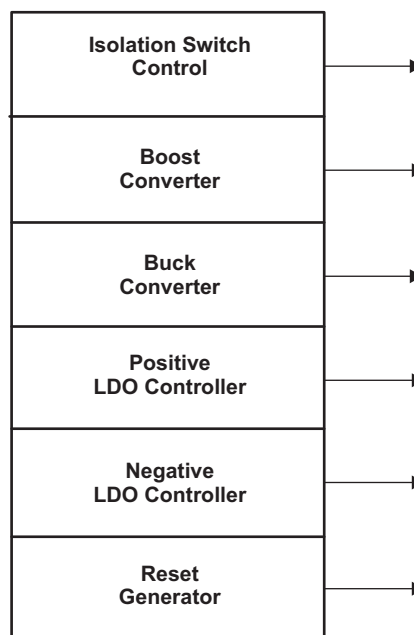 Isolation Switch
Control
Boost
Converter
Buck
Converter
Positive
LDO Controller
Negative
LDO Controller
Reset
Generator